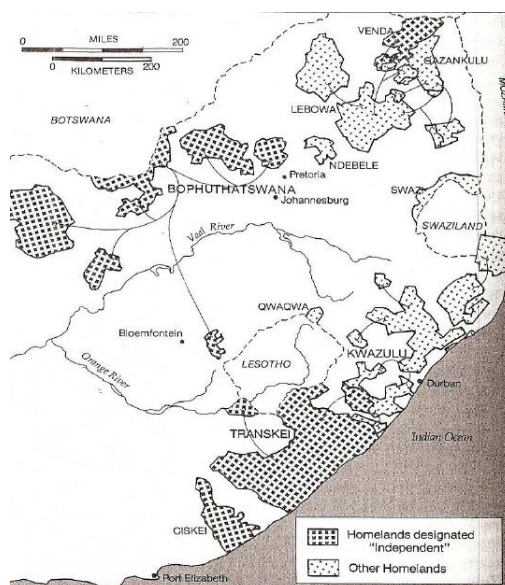 MILES
0 200
0 200
KILOMETERS
VENDA
GAZANKULU
LEBOWA
BOTSWANA
NDEBELE
Pretoria
BOPHUTHATSWANA
Johannesburg
SWAZI
SWAZILAND
Vaal River
QWAQWA
Bloemfontein
KWAZULU
LESOTHO
Orange River
Durban
TRANSKEI
Indian Ocean
CISKEI
Port Elizabeth
Homelands designated
"Independent"
Other Homelands